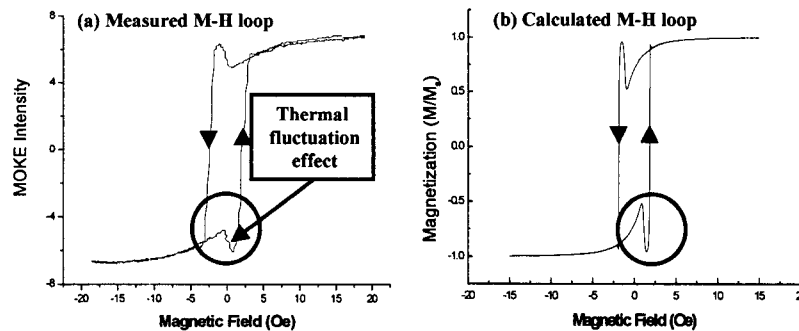 (a) Measured M-H loop
MOKE Intensity
8
4
0
-4
-8
-20 -15 -10 -5 0 5 10 15 20
Magnetic Field (Oe)
Thermal
fluctuation
effect
(b) Calculated M-H loop
Magnetization (M/Ms)
1.0
0.5
0.0
-0.5
-1.0
-20 -15 -10 -5 0 5 10 15 20
Magnetic Field (Oe)